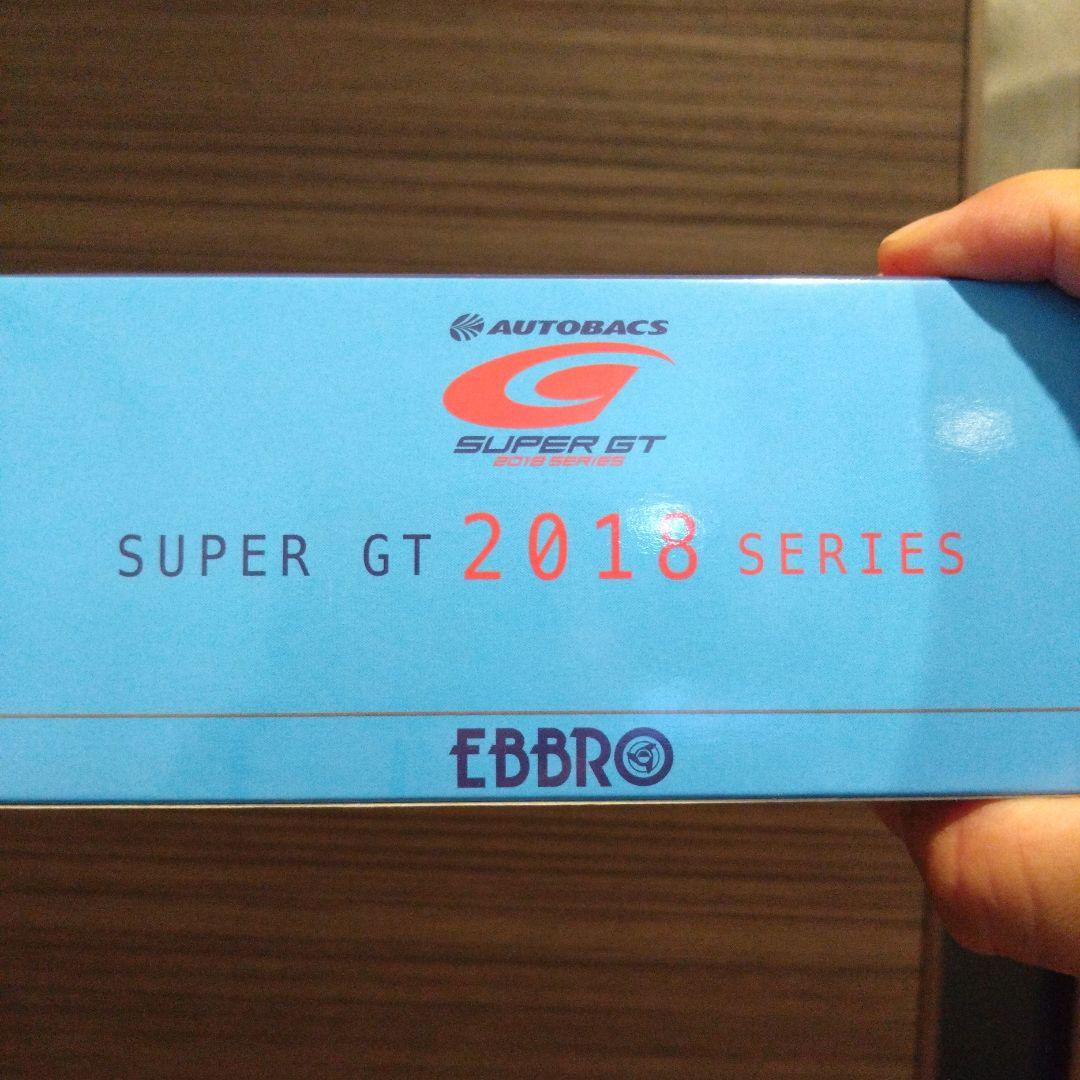 AUTOBACS
SUPER GT
2018 SERIES
SUPER GT 2018 SERIES
EBBRO